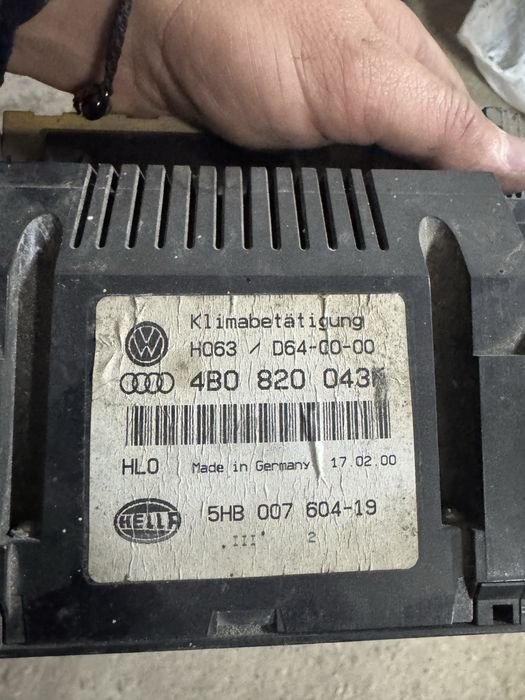 Klimabetätigung
H063 / D64-00-00
4B0 820 043
HL0 Made in Germany 17.02.00
HELLA 5HB 007 604-19
III 2